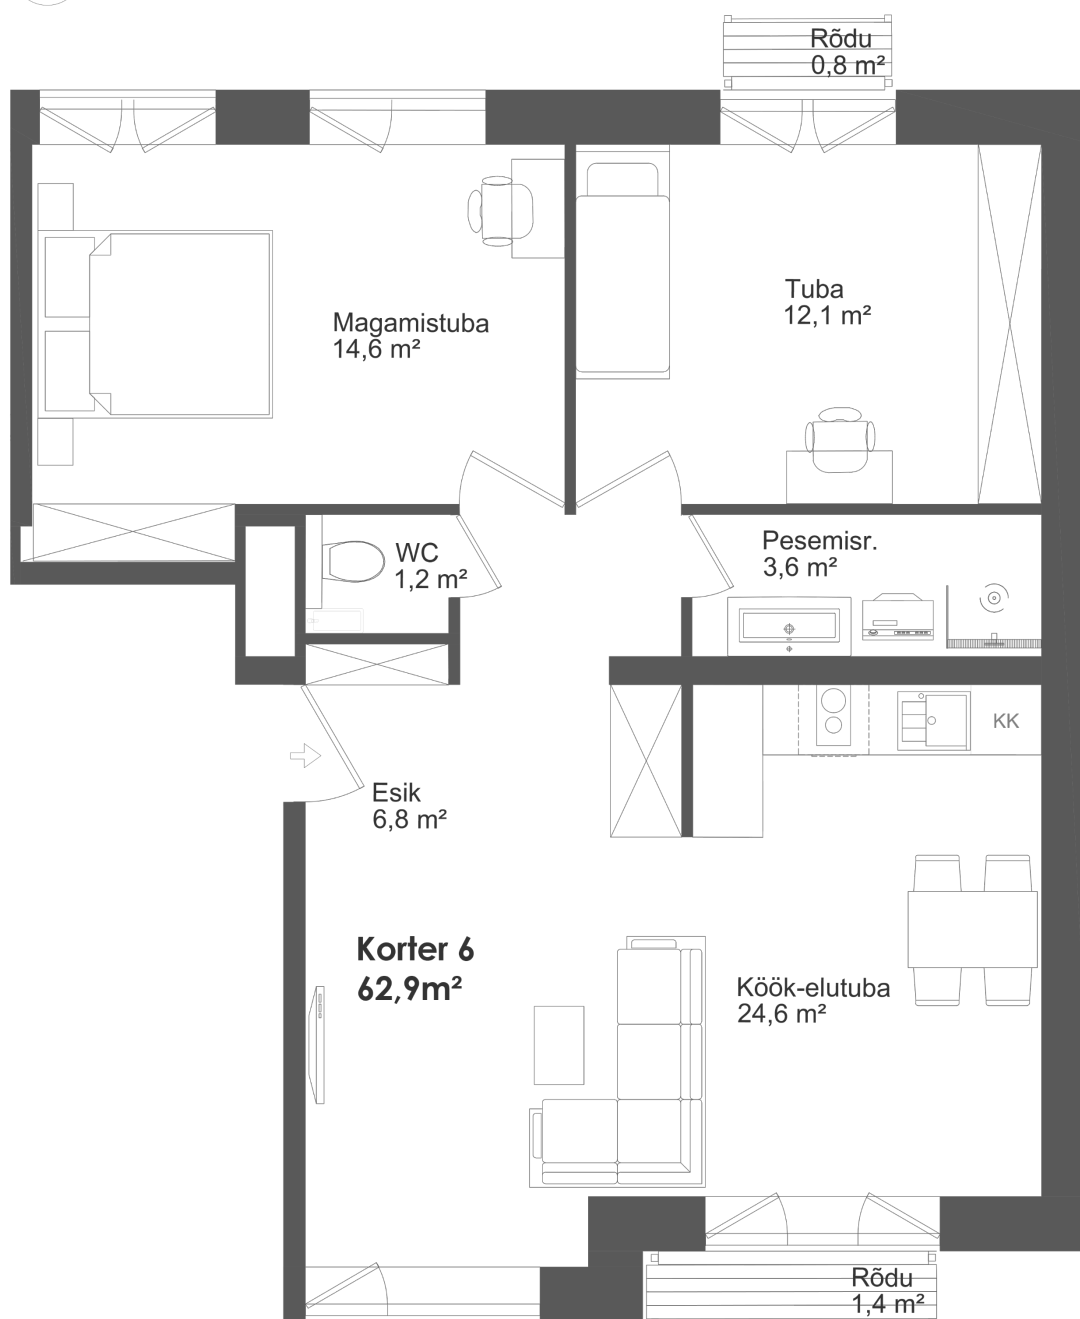 Rõdu
0,8 m²
Tuba
12,1 m²
Magamistuba
14,6 m²
WC
1,2 m²
Pesemisr.
3,6 m²
KK
Esik
6,8 m²
Korter 6
62,9m²
Köök-elutuba
24,6 m²
Rõdu
1,4 m²